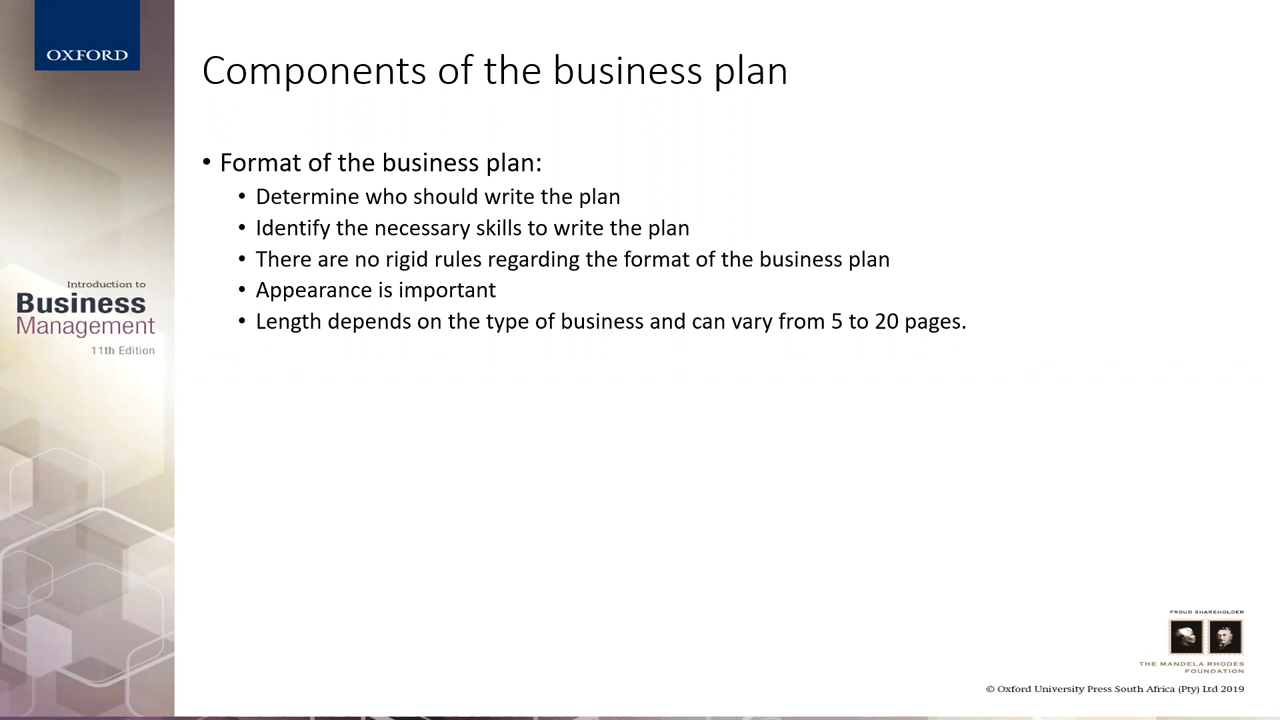 OXFORD
Components of the business plan
• Format of the business plan:
• Determine who should write the plan
• Identify the necessary skills to write the plan
• There are no rigid rules regarding the format of the business plan
• Appearance is important
• Length depends on the type of business and can vary from 5 to 20 pages.
Introduction to
Business
Management
11th Edition
PROUD SHAREHOLDER
THE MANDELA RHODES
FOUNDATION
© Oxford University Press South Africa (Pty) Ltd 2019